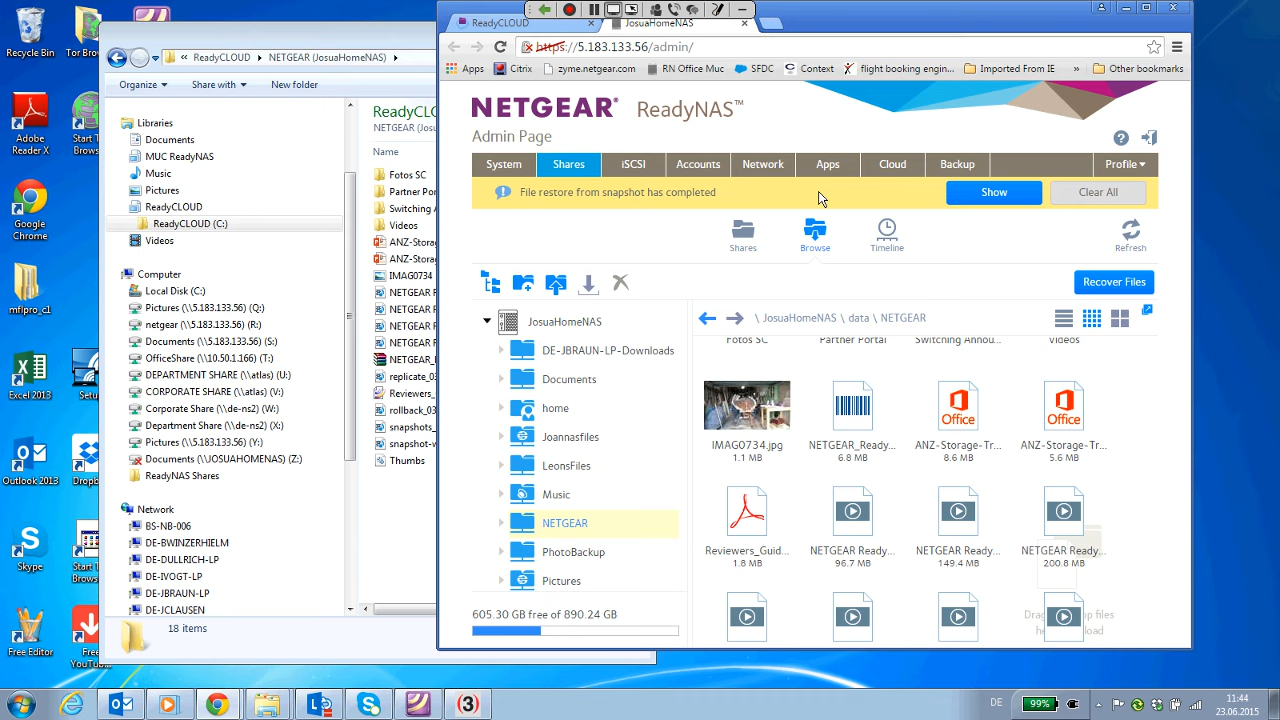 Recycle Bin
Tor Brow
Adobe
Reader X
Start T
Brows
Google
Chrome
mflpro_c1
Excel 2013
Setu
Outlook 2013
Dropb
Skype
Start T
Brows
Free Editor
Free
YouTub...
ReadyCLOUD
NETGEAR (JosuaHomeNAS)
Organize
Share with
New folder
Libraries
Documents
MUC ReadyNAS
Music
Pictures
ReadyCLOUD
ReadyCLOUD (C:)
Videos
Computer
Local Disk (C:)
Pictures (\\5.183.133.56) (Q:)
netgear (\\5.183.133.56) (R:)
Documents (\\5.183.133.56) (S:)
OfficeShare (\\10.50.1.166) (T:)
DEPARTMENT SHARE (\\atlas) (U:)
CORPORATE SHARE (\\atlas) (V:)
Corporate Share (\\de-ns2) (W:)
Department Share (\\de-ns2) (
Pictures (\\5.183.133.56) (Y:)
Documents (\\JOSUAHOMENAS) (Z:)
ReadyNAS Shares
Network
BS-NB-006
DE-BWINZERHIELM
DE-DULLRICH-LP
DE-IVOGT-LP
DE-JBRAUN-LP
DE-JCLAUSEN
ReadyCLO
NETGEAR (Josu
Name
Fotos SC
Partner Por
Switching A
Videos
ANZ-Storag
ANZ-Storag
IMAG0734
NETGEAR R
NETGEAR R
NETGEAR R
NETGEAR R
NETGEAR_
replicate_03
Reviewers_
rollback_03
snapshots_
snapshot-w
Thumbs
18 items
ReadyCLOUD
JosuaHomeNAS
https://5.183.133.56/admin/
Apps
Citrix
zyme.netgear.com
RN Office Muc
SFDC
Context
flight booking engin...
Imported From IE
»
Other bookmarks
NETGEAR® ReadyNAS™
Admin Page
System
Shares
iSCSI
Accounts
Network
Apps
Cloud
Backup
Profile
File restore from snapshot has completed
Show
Clear All
Shares
Browse
Timeline
Refresh
Recover Files
JosuaHomeNAS
DE-JBRAUN-LP-Downloads
Documents
home
Joannasfiles
LeonsFiles
Music
NETGEAR
PhotoBackup
Pictures
605.30 GB free of 890.24 GB
\ JosuaHomeNAS \ data \ NETGEAR
Fotos SC
Partner Portal
Switching Annou...
Videos
Office
Office
IMAG0734.jpg
1.1 MB
NETGEAR_Ready...
6.8 MB
ANZ-Storage-Tr...
8.6 MB
ANZ-Storage-Tr...
5.6 MB
Reviewers_Guid...
1.8 MB
NETGEAR Ready...
96.7 MB
NETGEAR Ready...
149.4 MB
NETGEAR Ready...
200.8 MB
DE
99%
11:44
23.06.2015